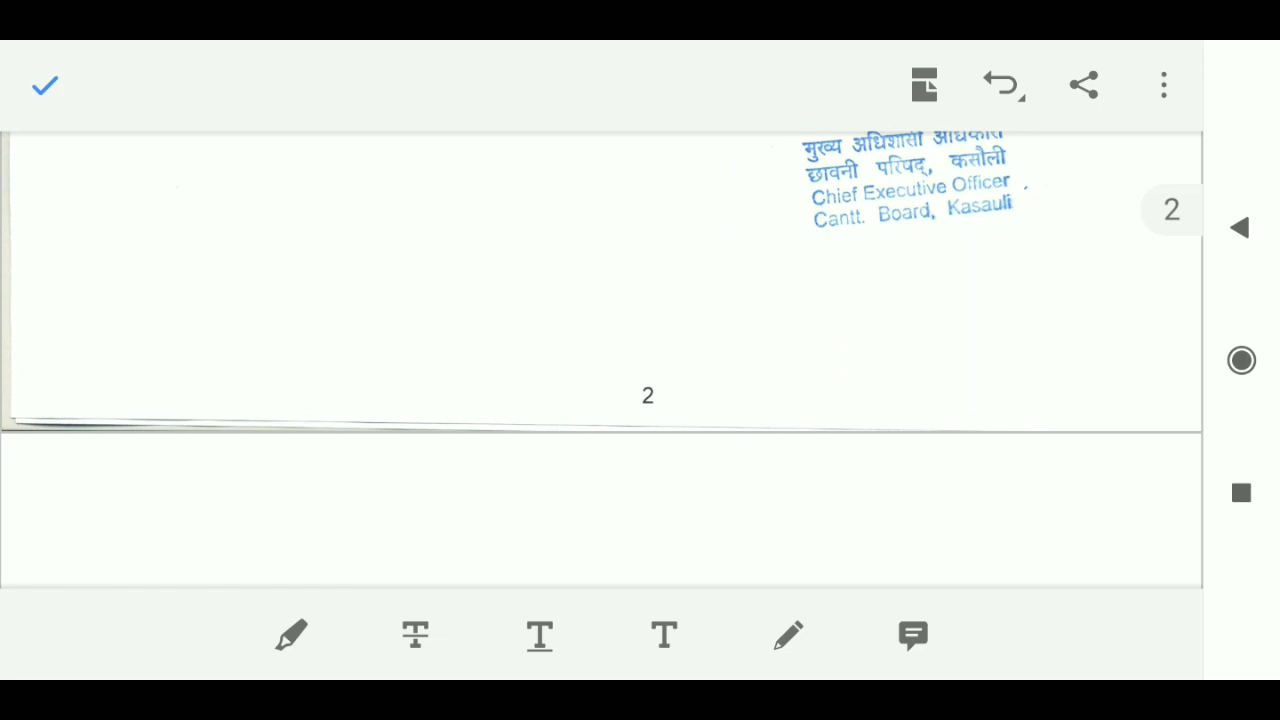 मुख्य अधिशासी अधिकारी
छावनी परिषद्, कसौली
Chief Executive Officer
Cantt. Board, Kasauli
2
2